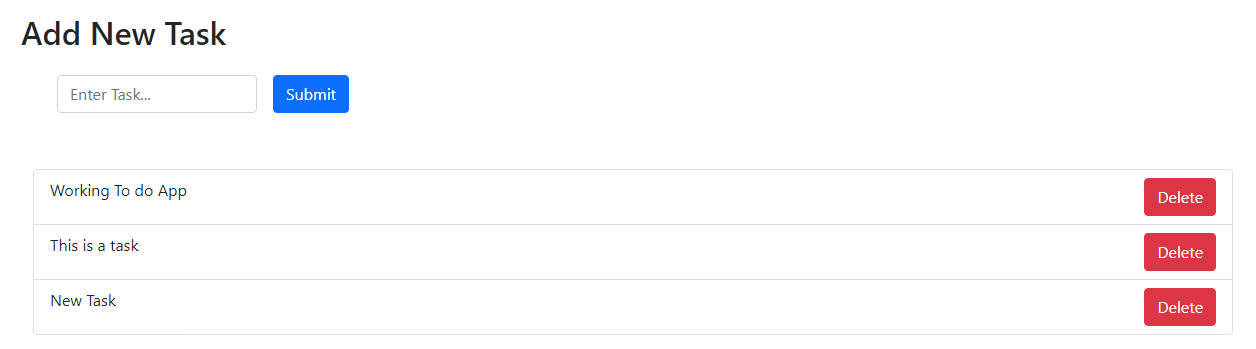 Add New Task
Enter Task... Submit
Working To do App Delete
This is a task Delete
New Task Delete